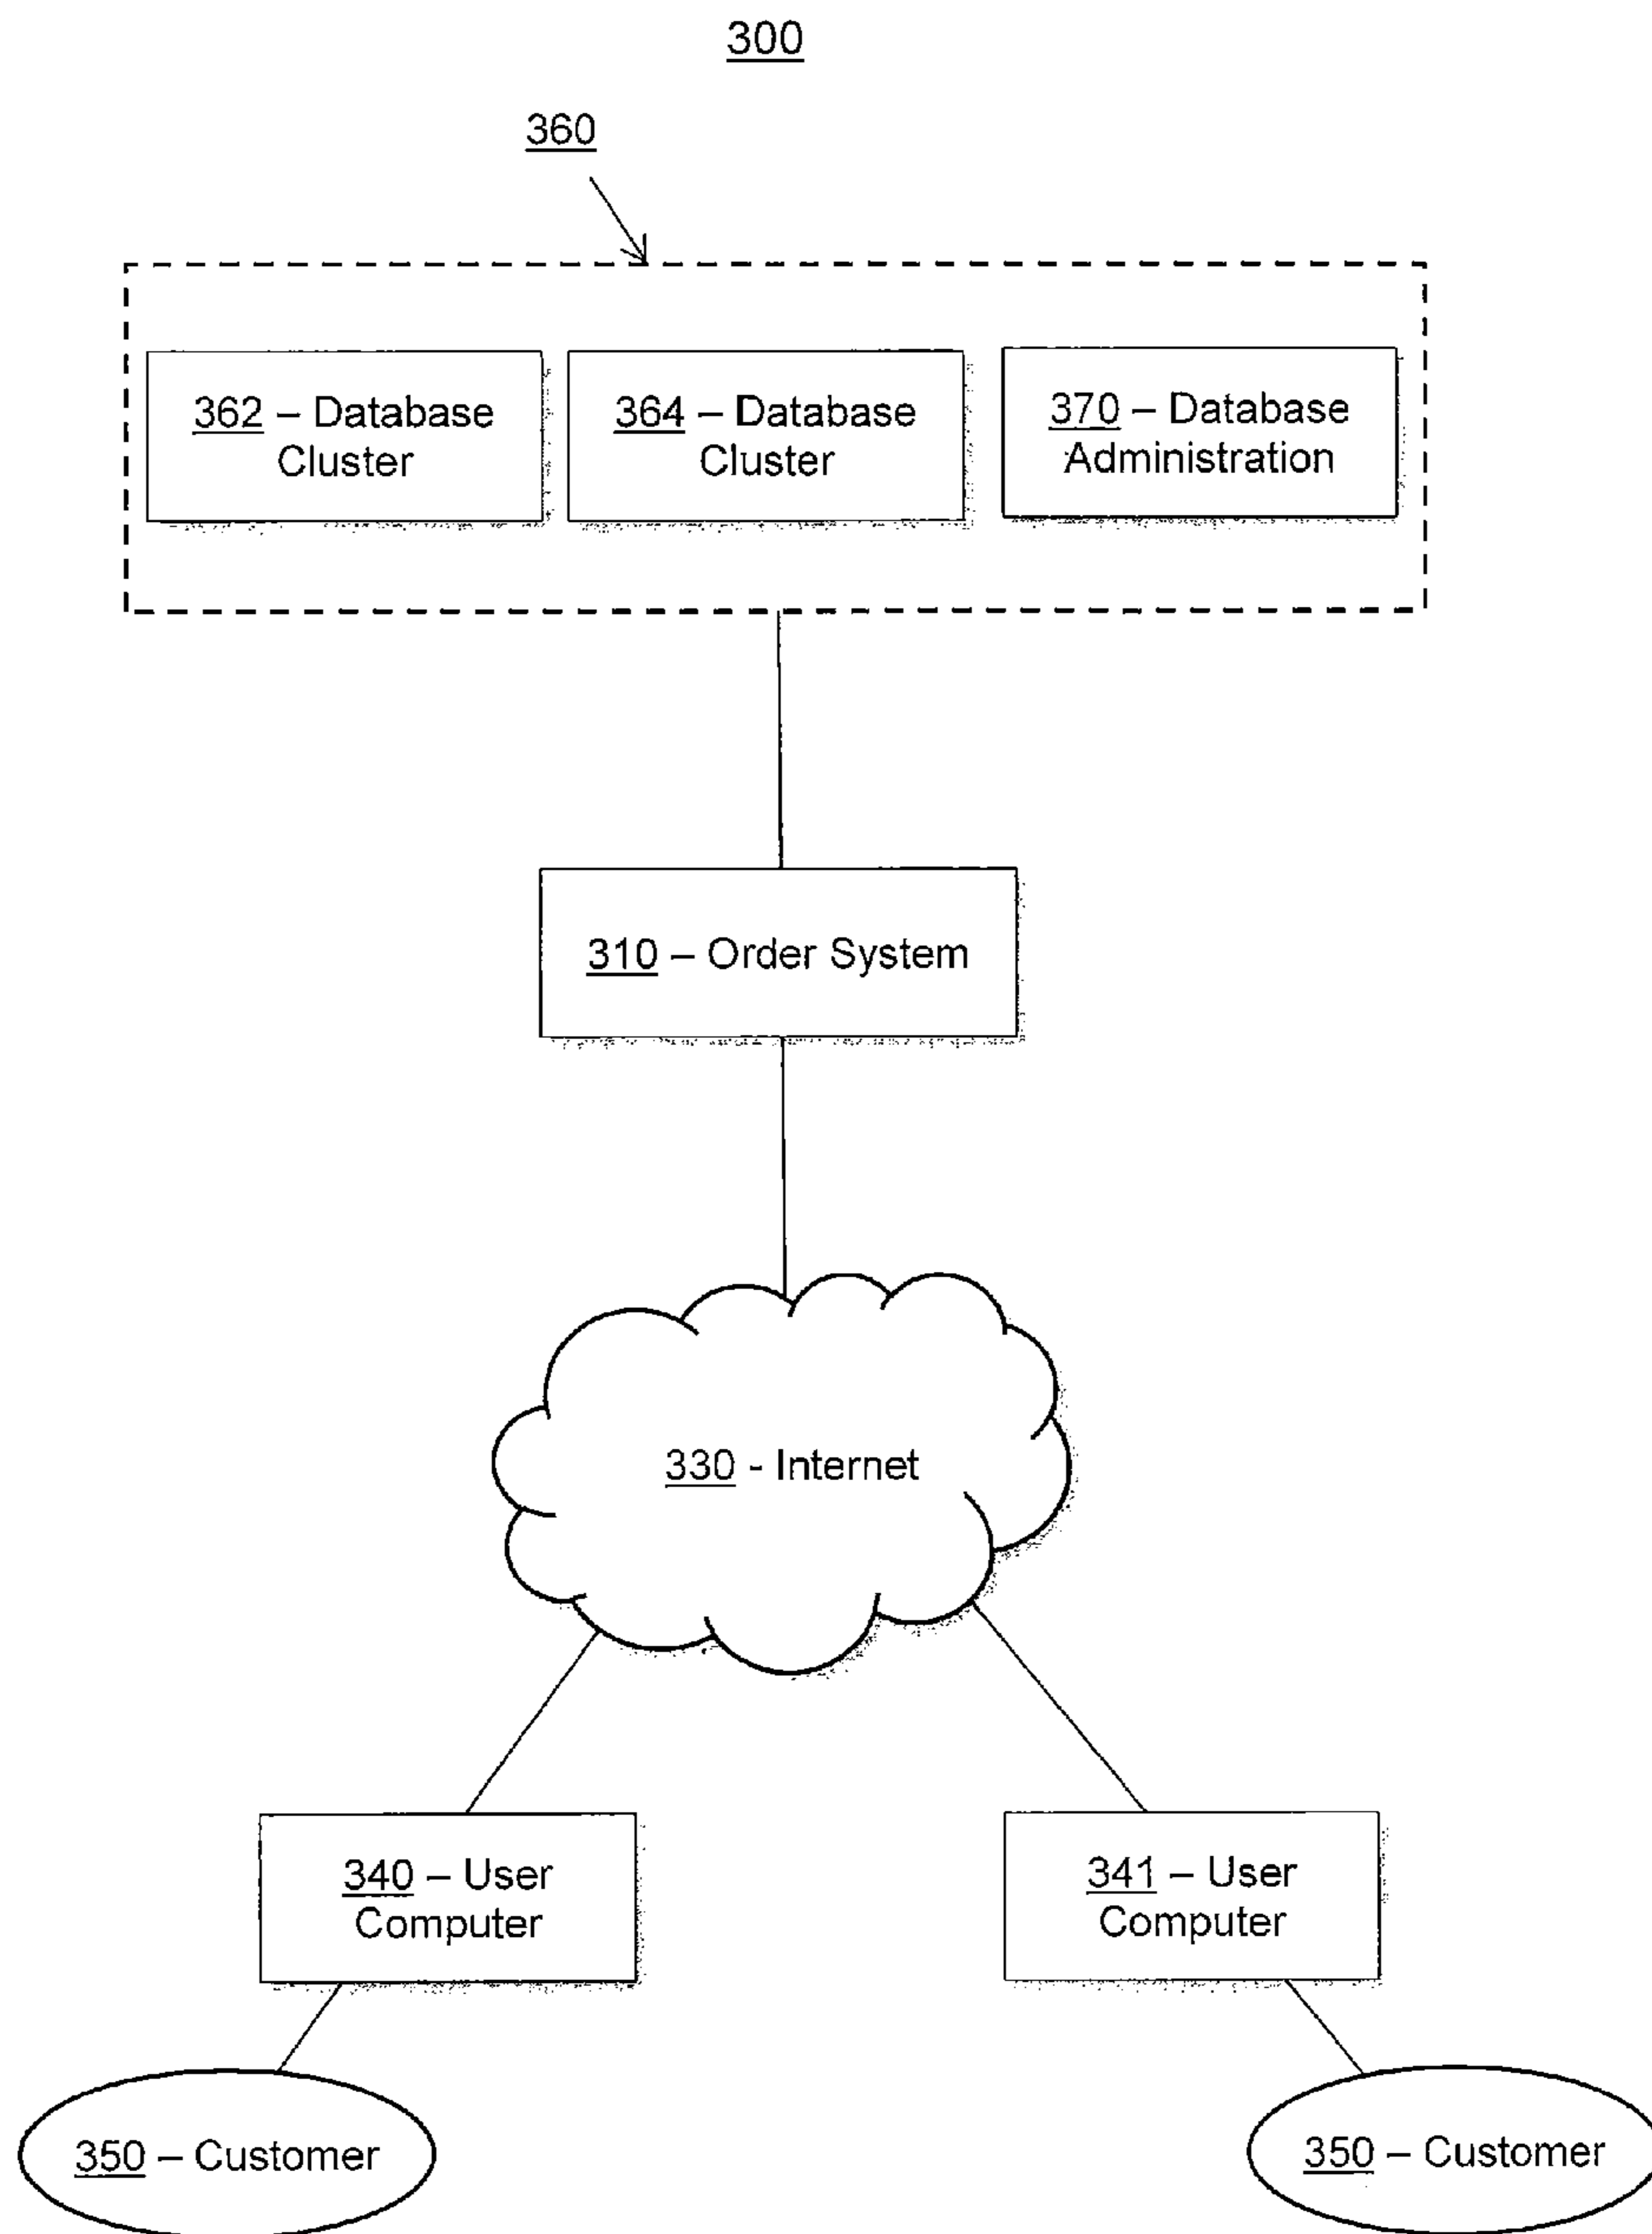 300
360
362 – Database
Cluster
364 – Database
Cluster
370 – Database
Administration
310 – Order System
330 - Internet
340 – User
Computer
341 – User
Computer
350 – Customer
350 – Customer